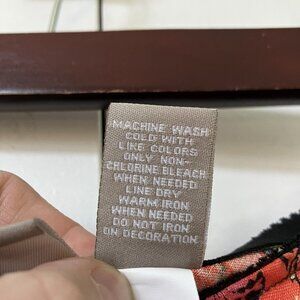 MACHINE WASH
COLD WITH
LIKE COLORS
ONLY NON-
CHLORINE BLEACH
WHEN NEEDED
LINE DRY
WARM IRON
WHEN NEEDED
DO NOT IRON
ON DECORATION